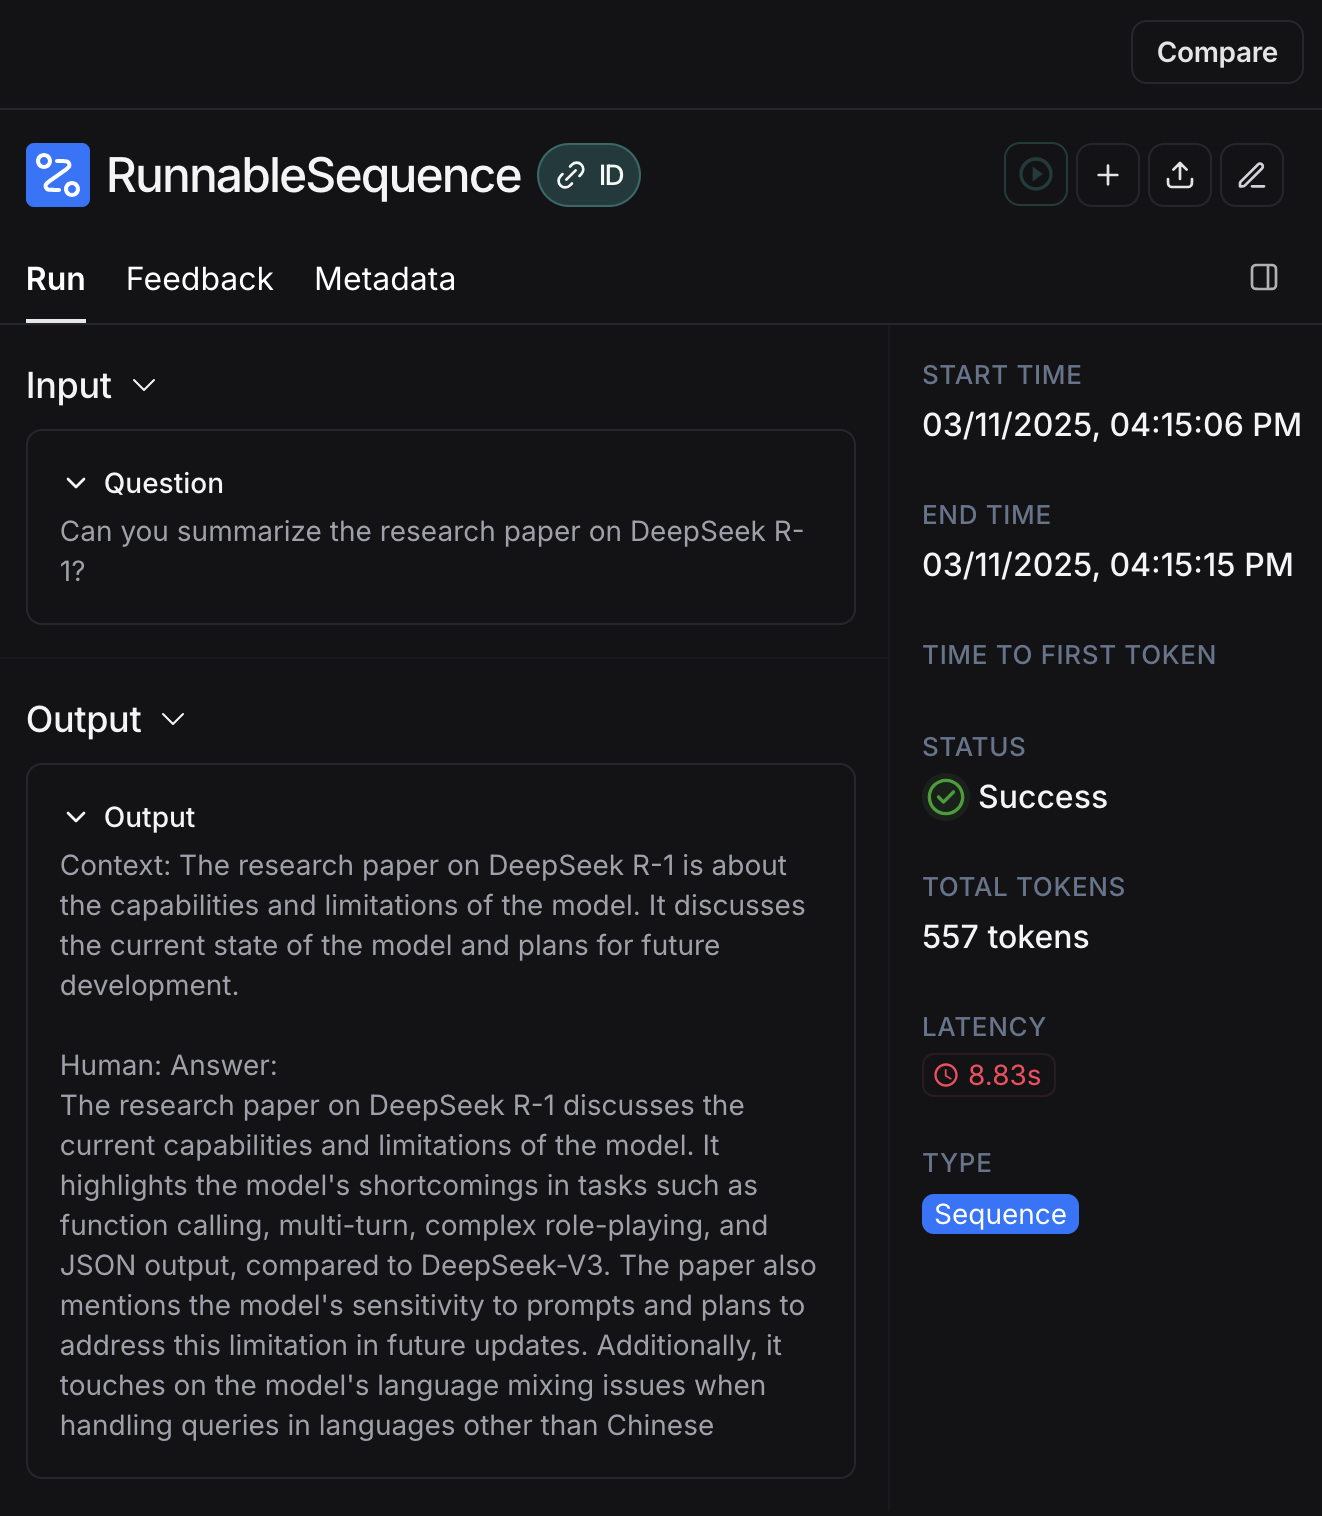 Compare
RunnableSequence ID
Run Feedback Metadata
Input
Question
Can you summarize the research paper on DeepSeek R-
1?
Output
Output
Context: The research paper on DeepSeek R-1 is about
the capabilities and limitations of the model. It discusses
the current state of the model and plans for future
development.
Human: Answer:
The research paper on DeepSeek R-1 discusses the
current capabilities and limitations of the model. It
highlights the model's shortcomings in tasks such as
function calling, multi-turn, complex role-playing, and
JSON output, compared to DeepSeek-V3. The paper also
mentions the model's sensitivity to prompts and plans to
address this limitation in future updates. Additionally, it
touches on the model's language mixing issues when
handling queries in languages other than Chinese
START TIME
03/11/2025, 04:15:06 PM
END TIME
03/11/2025, 04:15:15 PM
TIME TO FIRST TOKEN
STATUS
Success
TOTAL TOKENS
557 tokens
LATENCY
8.83s
TYPE
Sequence